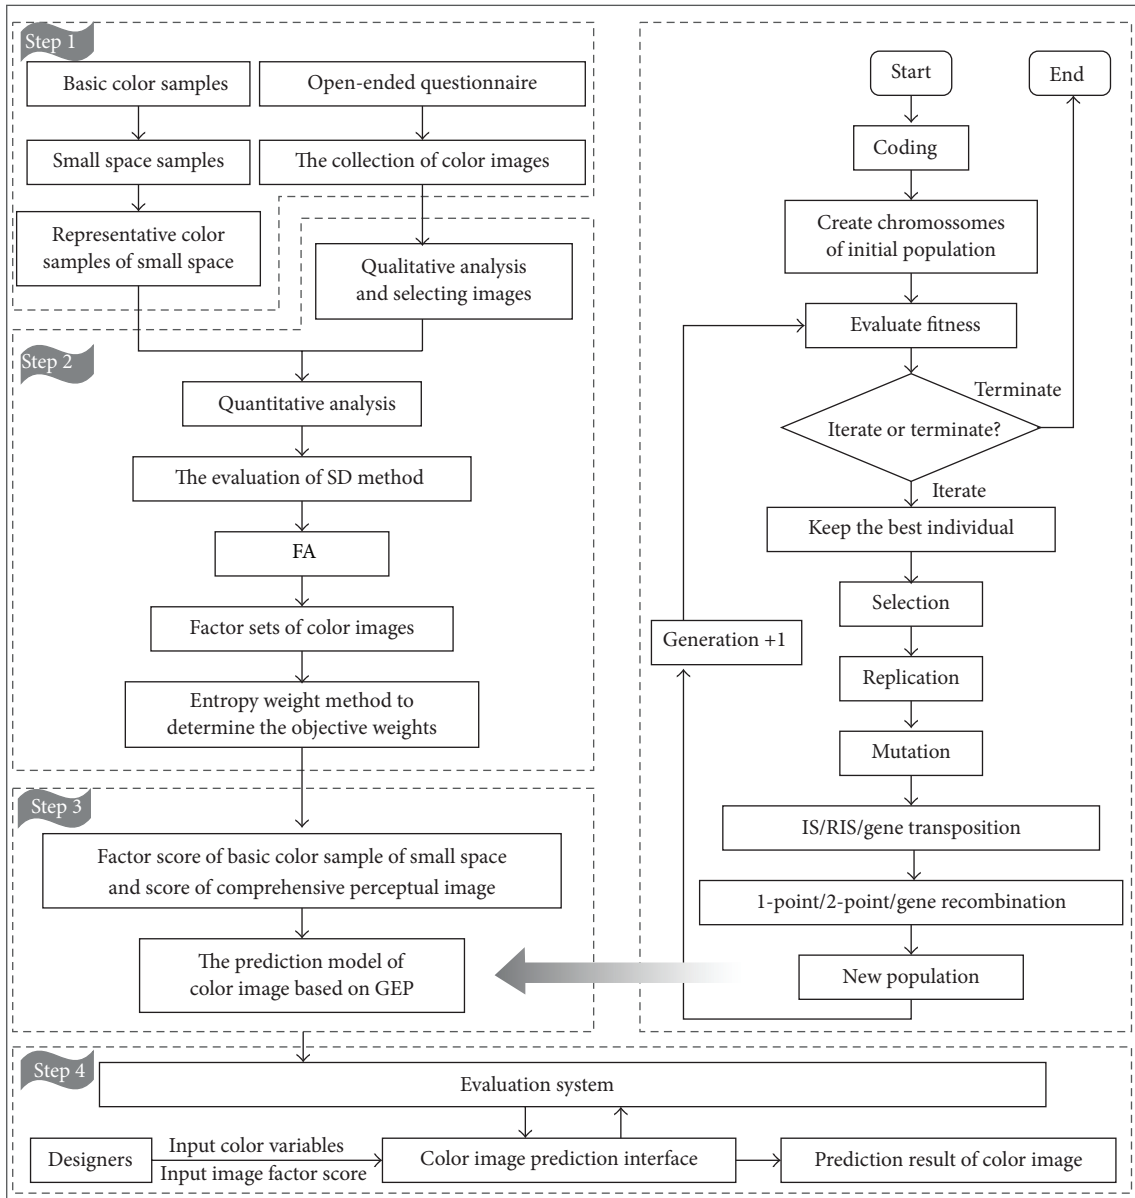 Step 1
Basic color samples
Open-ended questionnaire
Small space samples
The collection of color images
Representative color
samples of small space
Qualitative analysis
and selecting images
Step 2
Quantitative analysis
The evaluation of SD method
FA
Factor sets of color images
Entropy weight method to
determine the objective weights
Step 3
Factor score of basic color sample of small space
and score of comprehensive perceptual image
The prediction model of
color image based on GEP
Start
End
Coding
Create chromossomes
of initial population
Evaluate fitness
Terminate
Iterate or terminate?
Iterate
Keep the best individual
Selection
Generation +1
Replication
Mutation
IS/RIS/gene transposition
1-point/2-point/gene recombination
New population
Step 4
Evaluation system
Designers
Input color variables
Input image factor score
Color image prediction interface
Prediction result of color image